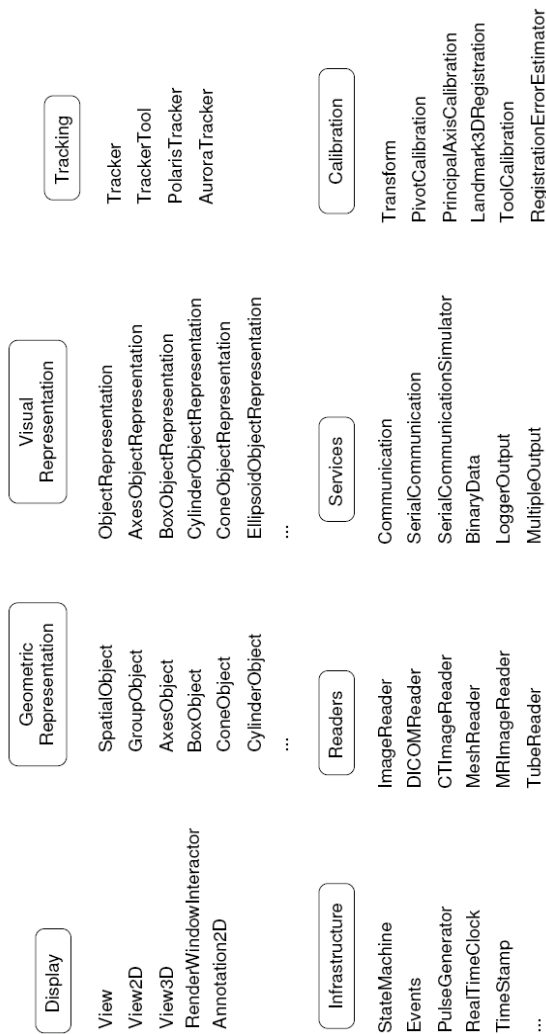 Display
View
View2D
View3D
RenderWindowInteractor
Annotation2D
Geometric
Representation
SpatialObject
GroupObject
AxesObject
BoxObject
ConeObject
CylinderObject
...
Visual
Representation
ObjectRepresentation
AxesObjectRepresentation
BoxObjectRepresentation
CylinderObjectRepresentation
ConeObjectRepresentation
EllipsoidObjectRepresentation
...
Tracking
Tracker
TrackerTool
PolarisTracker
AuroraTracker
Infrastructure
StateMachine
Events
PulseGenerator
RealTimeClock
TimeStamp
...
Readers
ImageReader
DICOMReader
CTImageReader
MeshReader
MRImageReader
TubeReader
Services
Communication
SerialCommunication
SerialCommunicationSimulator
BinaryData
LoggerOutput
MultipleOutput
Calibration
Transform
PivotCalibration
PrincipalAxisCalibration
Landmark3DRegistration
ToolCalibration
RegistrationErrorEstimator